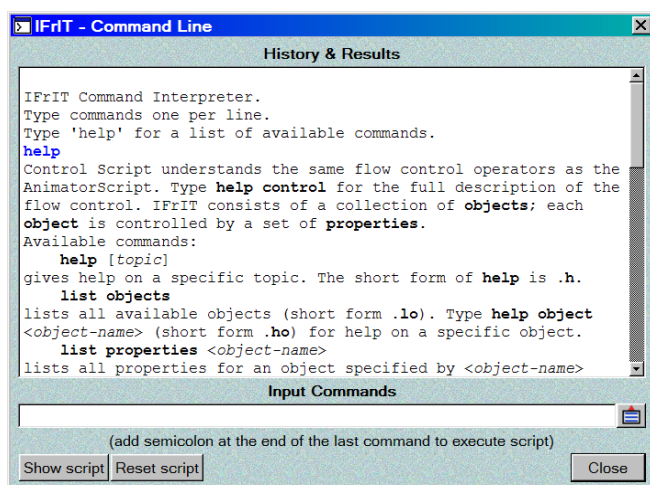 IFrIT - Command Line
History & Results
IFrIT Command Interpreter.
Type commands one per line.
Type 'help' for a list of available commands.
help
Control Script understands the same flow control operators as the
AnimatorScript. Type help control for the full description of the
flow control. IFrIT consists of a collection of objects; each
object is controlled by a set of properties.
Available commands:
help [topic]
gives help on a specific topic. The short form of help is .h.
list objects
lists all available objects (short form .lo). Type help object
<object-name> (short form .ho) for help on a specific object.
list properties <object-name>
lists all properties for an object specified by <object-name>
Input Commands
(add semicolon at the end of the last command to execute script)
Show script Reset script Close